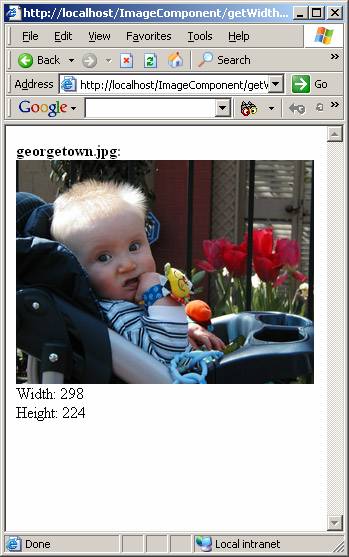 http://localhost/ImageComponent/getWidth...
File Edit View Favorites Tools Help
Back Search
Address http://localhost/ImageComponent/getW Go
Google
georgetown.jpg:
Width: 298
Height: 224
Done Local intranet